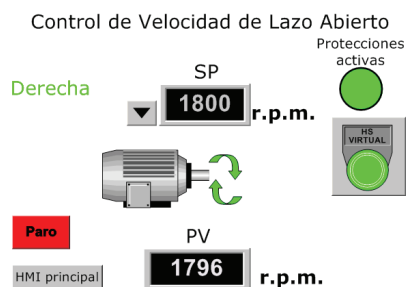 Control de Velocidad de Lazo Abierto
Protecciones
activas
Derecha
SP
1800
r.p.m.
HS
VIRTUAL
Paro
PV
1796
r.p.m.
HMI principal